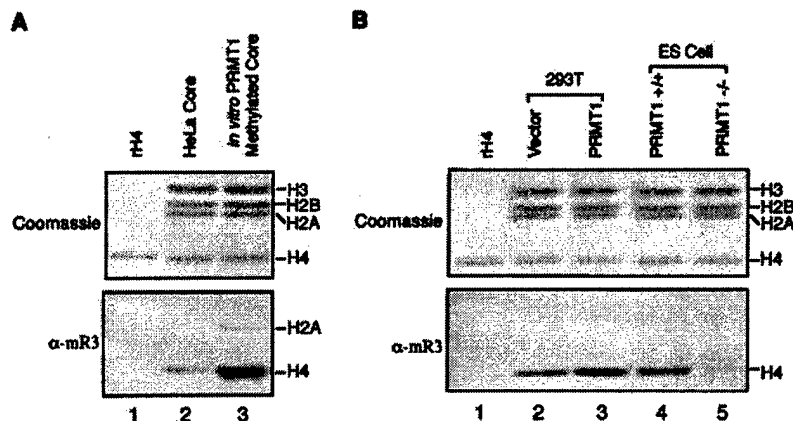 A
rH4
HeLa Core
in vitro PRMT1
Methylated Core
Coomassie
H3
H2B
H2A
H4
α-mR3
H2A
H4
1 2 3
B
ES Cell
293T
rH4
Vector
PRMT1
PRMT1 +/+
PRMT1 -/-
Coomassie
H3
H2B
H2A
H4
α-mR3
H4
1 2 3 4 5